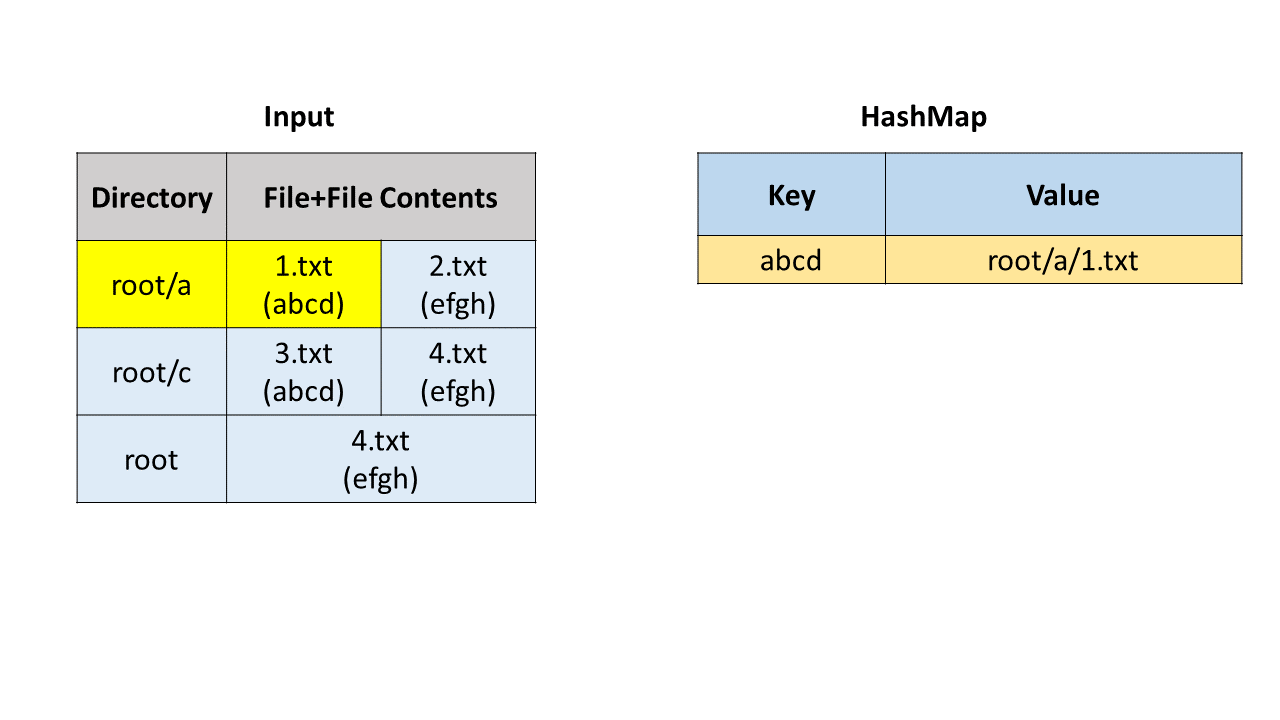 Input
Directory File+File Contents
root/a
1.txt
(abcd)
2.txt
(efgh)
root/c
3.txt
(abcd)
4.txt
(efgh)
root
4.txt
(efgh)
HashMap
Key Value
abcd root/a/1.txt